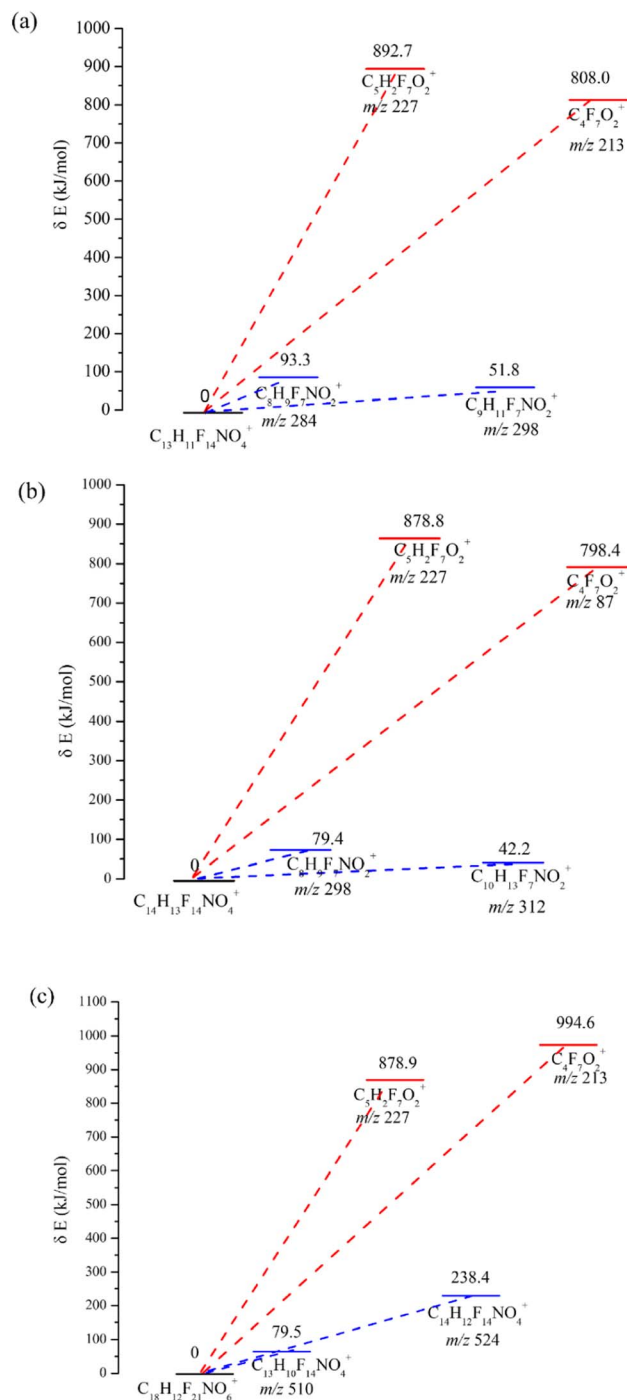 (a)
1000
900
800
700
600
500
400
300
200
100
0
δ E (kJ/mol)
892.7
C₅H₂F₇O₂⁺
m/z 227
808.0
C₄F₇O₂⁺
m/z 213
93.3
C₈H₉F₇NO₂⁺
m/z 284
51.8
C₉H₁₁F₇NO₂⁺
m/z 298
0
C₁₃H₁₁F₁₄NO₄⁺
(b)
1000
900
800
700
600
500
400
300
200
100
0
δ E (kJ/mol)
878.8
C₅H₂F₇O₂⁺
m/z 227
798.4
C₄F₇O₂⁺
m/z 87
79.4
C₈H₉F₇NO₂⁺
m/z 298
42.2
C₁₀H₁₃F₇NO₂⁺
m/z 312
0
C₁₄H₁₃F₁₄NO₄⁺
(c)
1100
1000
900
800
700
600
500
400
300
200
100
0
δ E (kJ/mol)
994.6
C₄F₇O₂⁺
m/z 213
878.9
C₅H₂F₇O₂⁺
m/z 227
238.4
C₁₄H₁₂F₁₄NO₄⁺
m/z 524
79.5
C₁₃H₁₀F₁₄NO₄⁺
m/z 510
0
C₁₈H₁₂F₂₁NO₆⁺